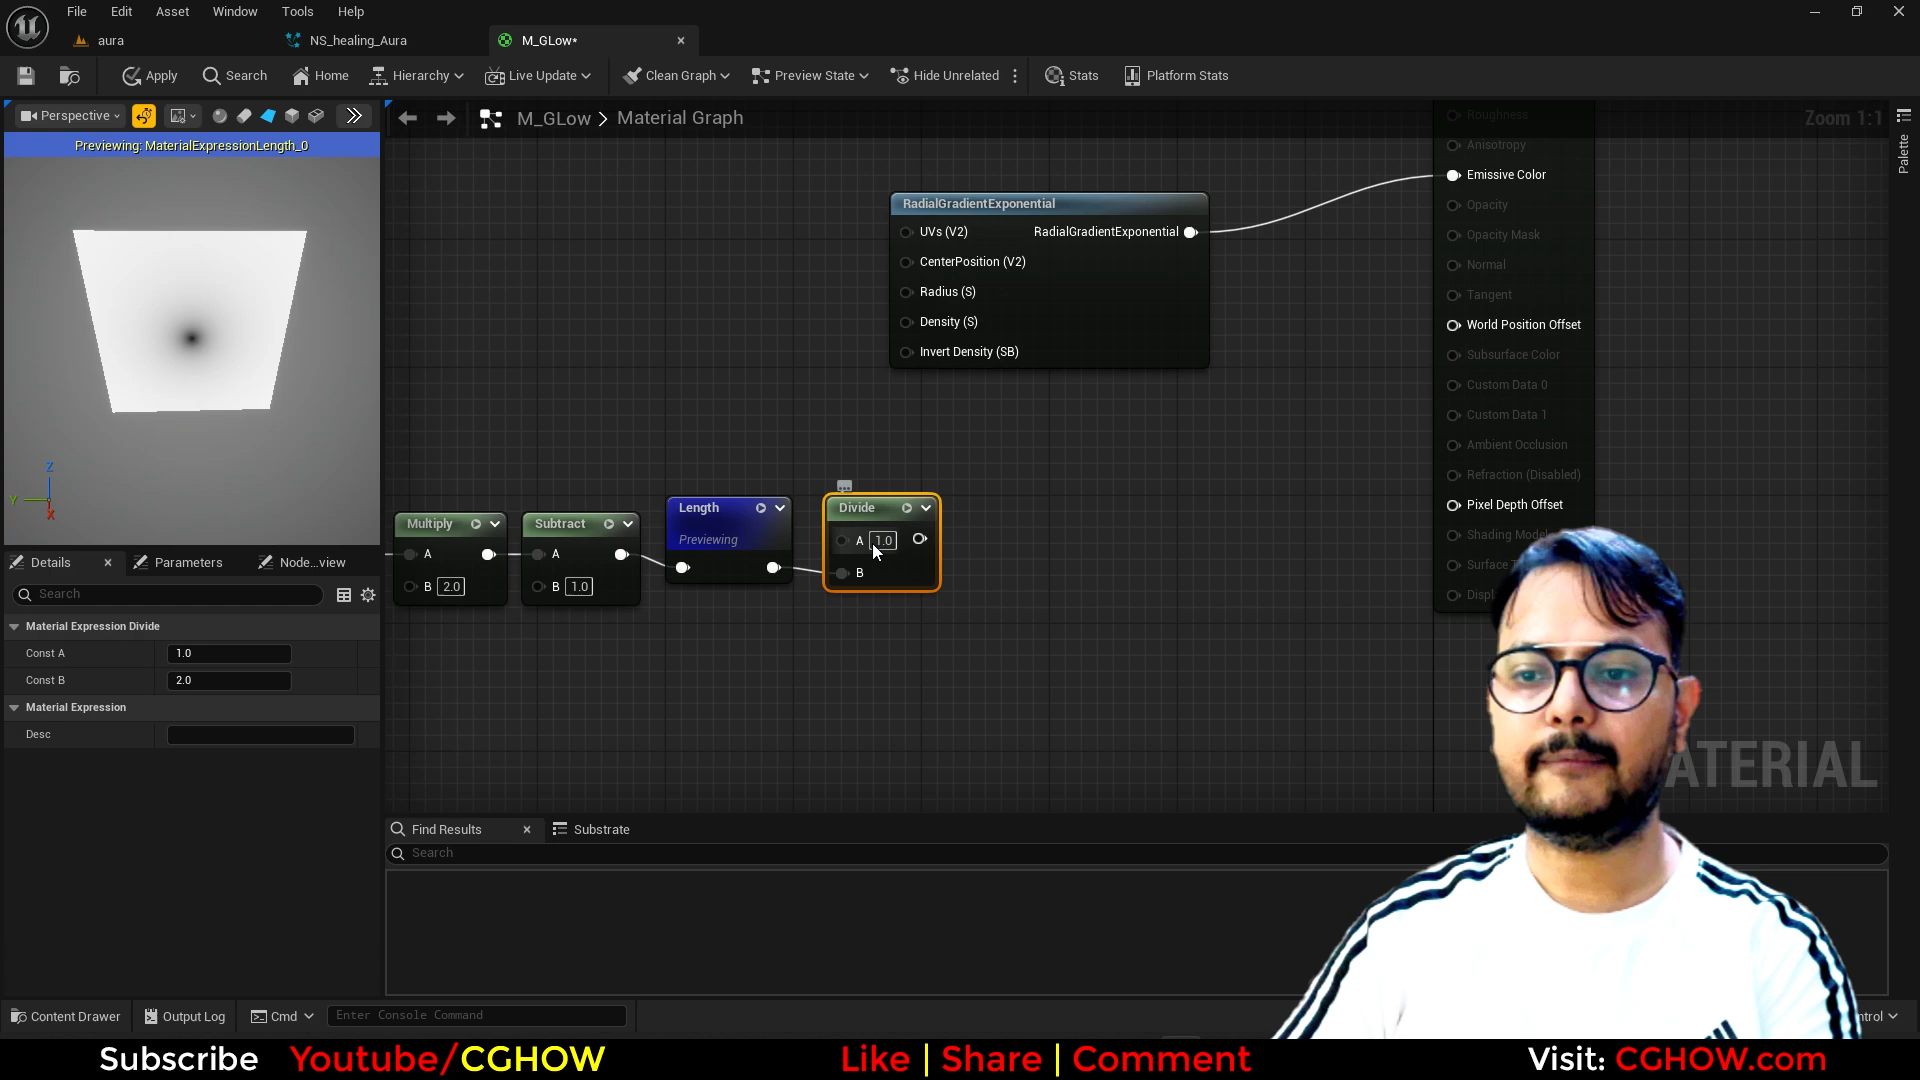 File Edit Asset Window Tools Help
aura NS_healing_Aura M_GLow*
Apply Search Home Hierarchy Live Update Clean Graph Preview State Hide Unrelated Stats Platform Stats
Perspective
M_GLow > Material Graph
Zoom 1:1
Palette
Previewing: MaterialExpressionLength_0
Z
Y
X
RadialGradientExponential
UVs (V2) RadialGradientExponential
CenterPosition (V2)
Radius (S)
Density (S)
Invert Density (SB)
Roughness
Anisotropy
Emissive Color
Opacity
Opacity Mask
Normal
Tangent
World Position Offset
Subsurface Color
Custom Data 0
Custom Data 1
Ambient Occlusion
Refraction (Disabled)
Pixel Depth Offset
Shading Model
Surface T
Displ
Multiply
A
B 2.0
Subtract
A
B 1.0
Length
Previewing
Divide
A 1.0
B
ATERIAL
Details Parameters Node...view
Search
Material Expression Divide
Const A 1.0
Const B 2.0
Material Expression
Desc
Find Results Substrate
Search
Content Drawer Output Log Cmd Enter Console Command ntrol
Subscribe Youtube/CGHOW Like | Share | Comment Visit: CGHOW.com